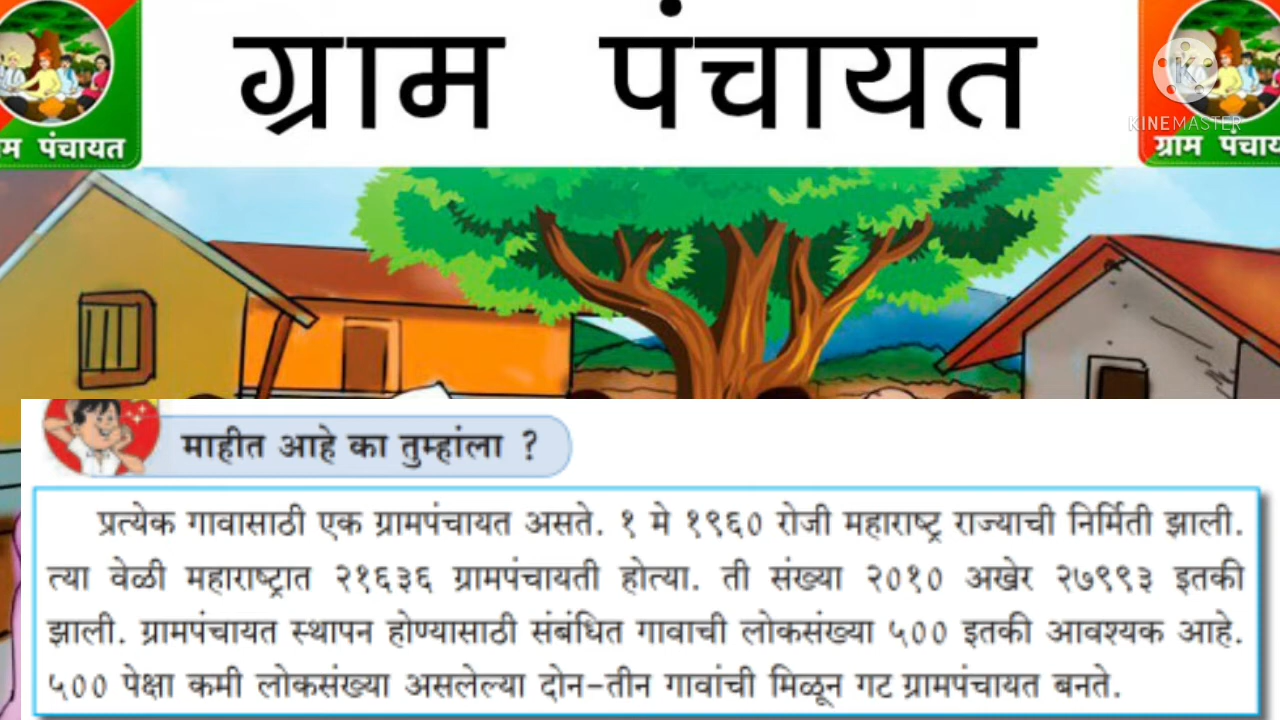 ग्राम पंचायत
म पंचायत
KINEMASTER
ग्राम पंचाय
माहीत आहे का तुम्हांला ?
प्रत्येक गावासाठी एक ग्रामपंचायत असते. १ मे १९६० रोजी महाराष्ट्र राज्याची निर्मिती झाली.
त्या वेळी महाराष्ट्रात २१६३६ ग्रामपंचायती होत्या. ती संख्या २०१० अखेर २७९९३ इतकी
झाली. ग्रामपंचायत स्थापन होण्यासाठी संबंधित गावाची लोकसंख्या ५०० इतकी आवश्यक आहे.
५०० पेक्षा कमी लोकसंख्या असलेल्या दोन-तीन गावांची मिळून गट ग्रामपंचायत बनते.